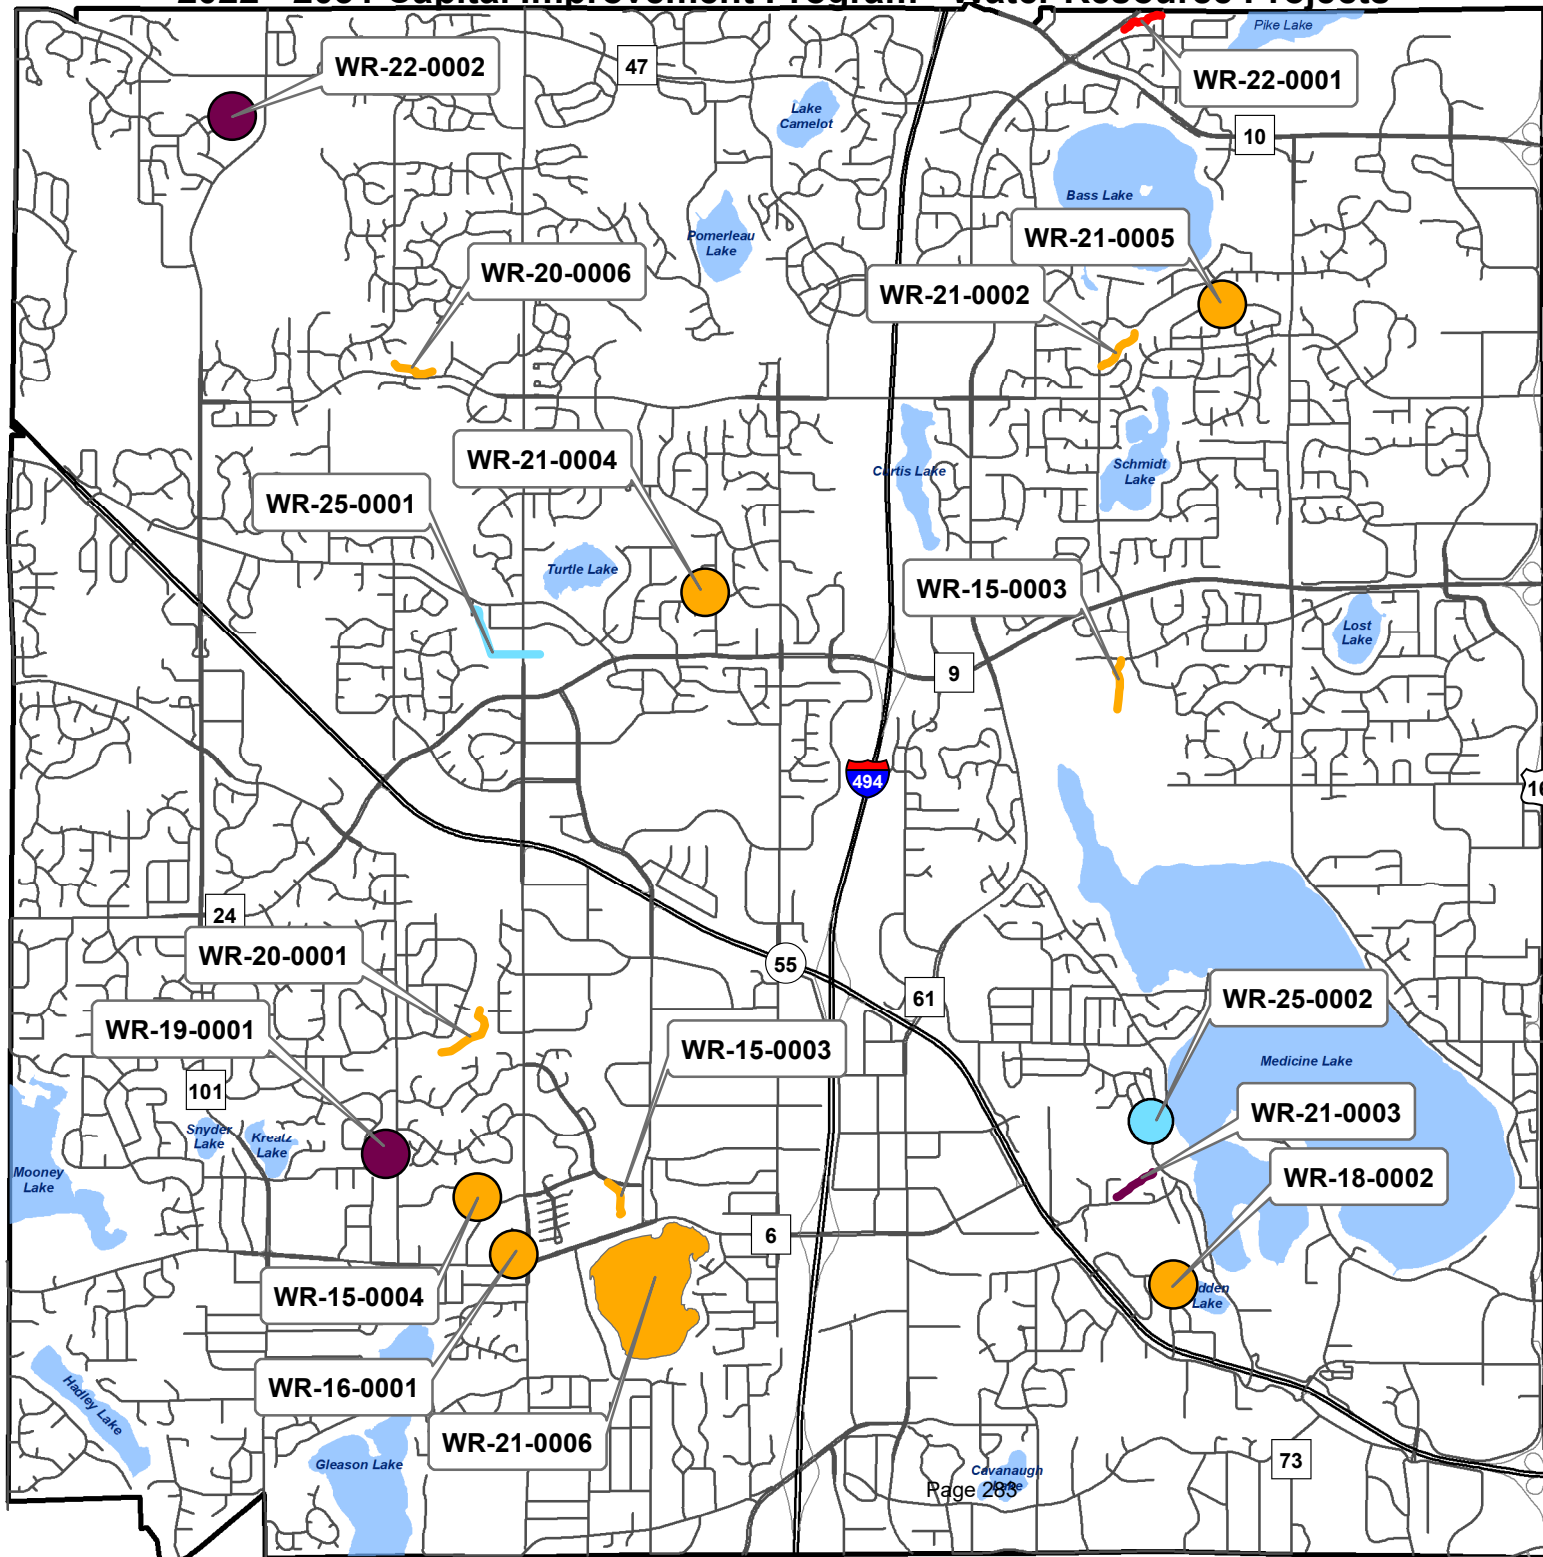 Pike Lake
WR-22-0002
47
WR-22-0001
Lake
Camelot
10
Bass Lake
Pomerleau
Lake
WR-21-0005
WR-20-0006
WR-21-0002
WR-21-0004
Curtis Lake
Schmidt
Lake
WR-25-0001
Turtle Lake
WR-15-0003
Lost
Lake
9
494
24
WR-20-0001
55
61
WR-25-0002
WR-19-0001
WR-15-0003
Medicine Lake
101
WR-21-0003
Snyder
Lake
Kreatz
Lake
Mooney
Lake
WR-18-0002
6
WR-15-0004
Lake
WR-16-0001
Hadley Lake
WR-21-0006
Gleason Lake
73
Cavanaugh
Page 283